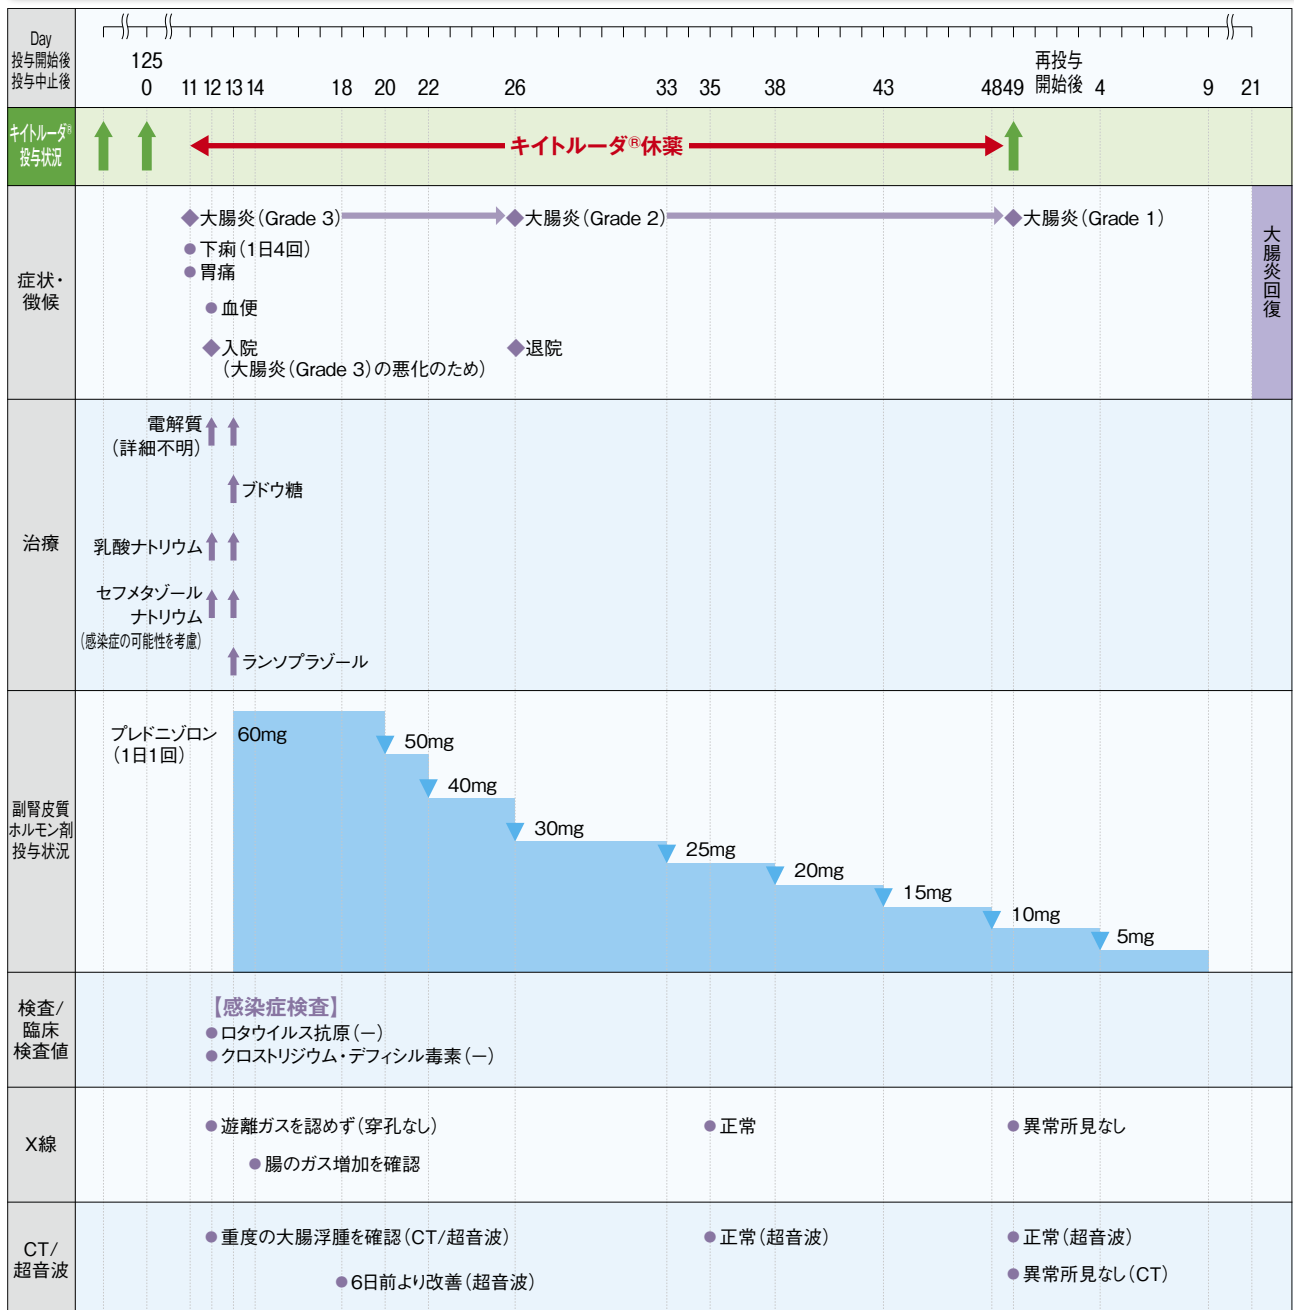 Day
投与開始後
投与中止後
125
再投与
開始後
0 11 12 13 14 18 20 22 26 33 35 38 43 48 49 4 9 21
キイトルーダ®
投与状況
キイトルーダ®休薬
症状・
徴候
大腸炎(Grade 3)
大腸炎(Grade 2)
大腸炎(Grade 1)
下痢(1日4回)
胃痛
血便
入院
(大腸炎(Grade 3)の悪化のため)
退院
大腸炎回復
治療
電解質
(詳細不明)
ブドウ糖
乳酸ナトリウム
セフメタゾール
ナトリウム
(感染症の可能性を考慮)
ランソプラゾール
副腎皮質
ホルモン剤
投与状況
プレドニゾロン
(1日1回)
60mg
50mg
40mg
30mg
25mg
20mg
15mg
10mg
5mg
検査/
臨床
検査値
【感染症検査】
ロタウイルス抗原(−)
クロストリジウム・デフィシル毒素(−)
X線
遊離ガスを認めず(穿孔なし)
正常
異常所見なし
腸のガス増加を確認
CT/
超音波
重度の大腸浮腫を確認(CT/超音波)
正常(超音波)
正常(超音波)
6日前より改善(超音波)
異常所見なし(CT)